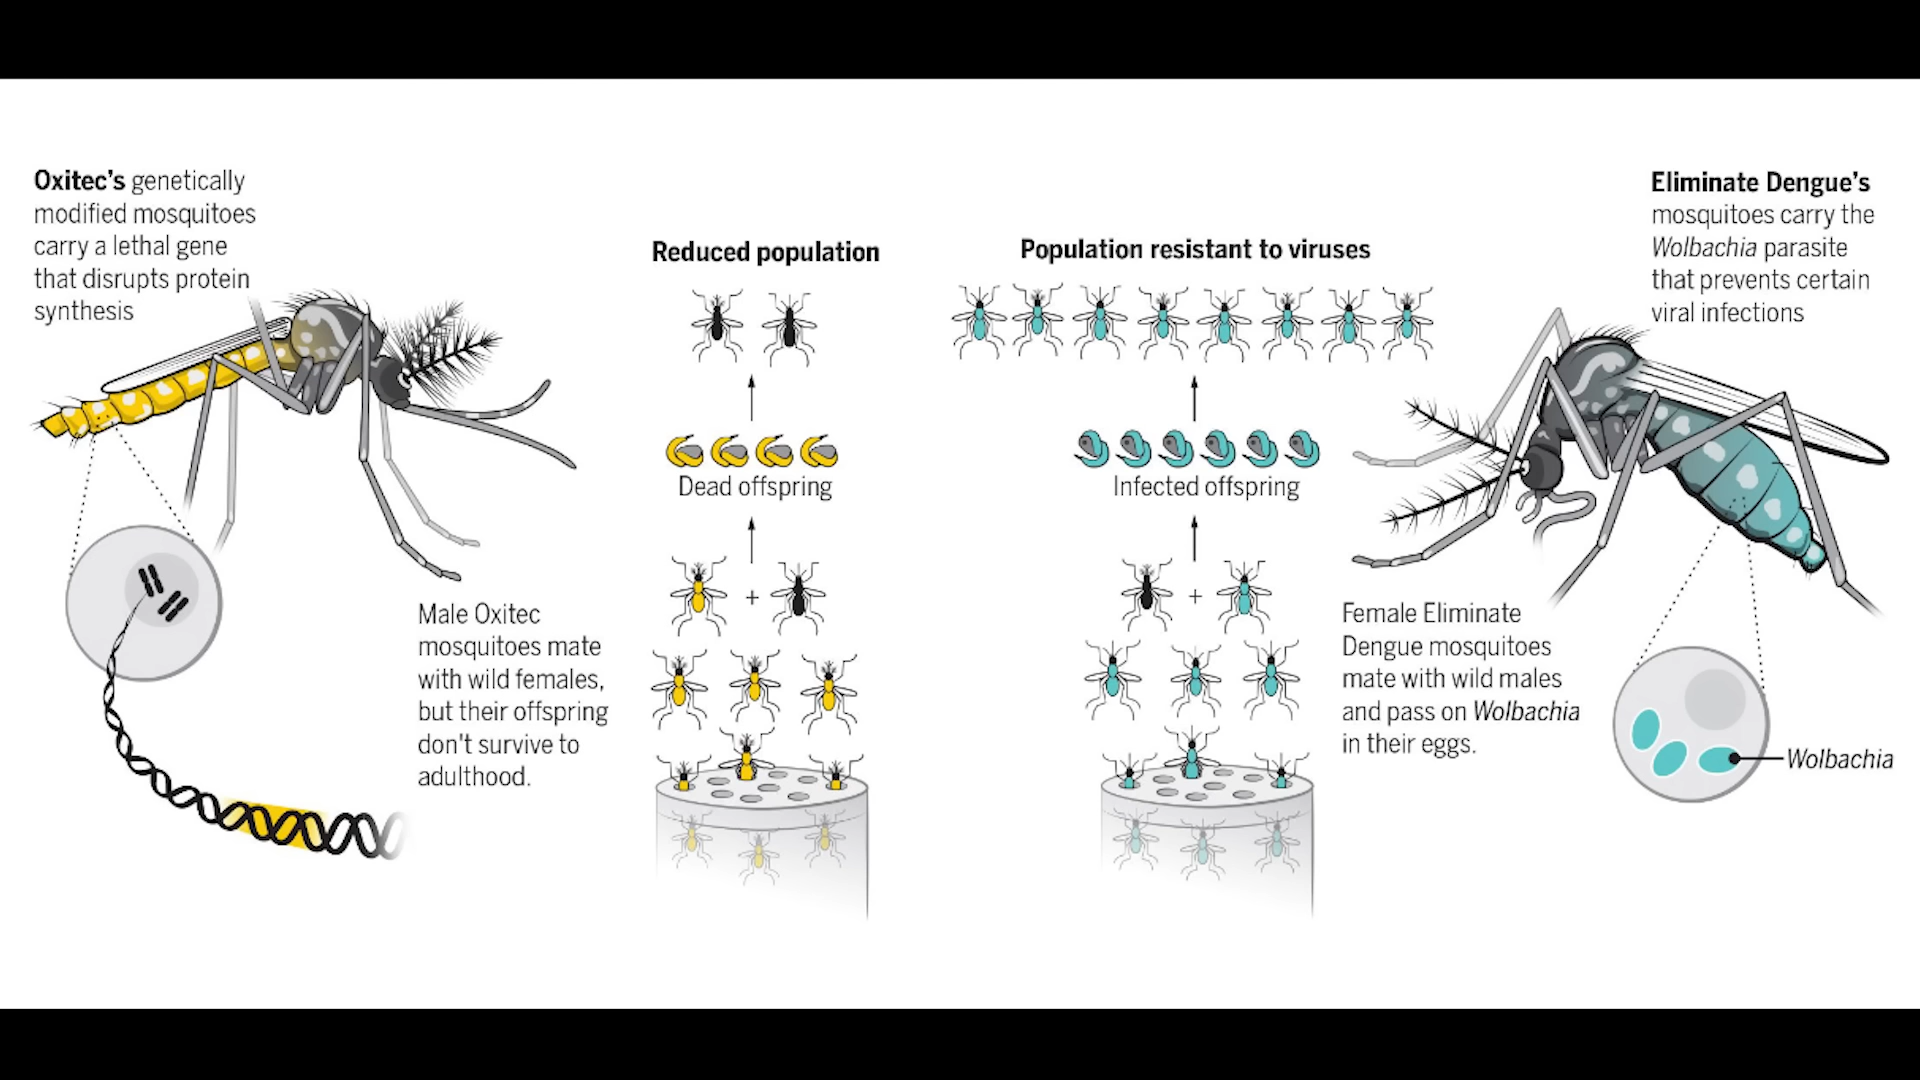 Oxitec's genetically
modified mosquitoes
carry a lethal gene
that disrupts protein
synthesis
Male Oxitec
mosquitoes mate
with wild females,
but their offspring
don't survive to
adulthood.
Reduced population
Dead offspring
+
Population resistant to viruses
Infected offspring
+
Eliminate Dengue's
mosquitoes carry the
Wolbachia parasite
that prevents certain
viral infections
Female Eliminate
Dengue mosquitoes
mate with wild males
and pass on Wolbachia
in their eggs.
Wolbachia